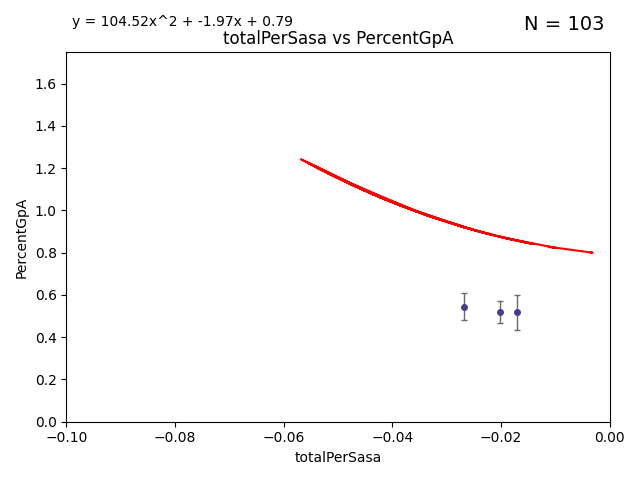 y = 104.52x^2 + -1.97x + 0.79
N = 103
totalPerSasa vs PercentGpA
1.6
1.4
1.2
1.0
0.8
0.6
0.4
0.2
0.0
PercentGpA
−0.10 −0.08 −0.06 −0.04 −0.02 0.00
totalPerSasa